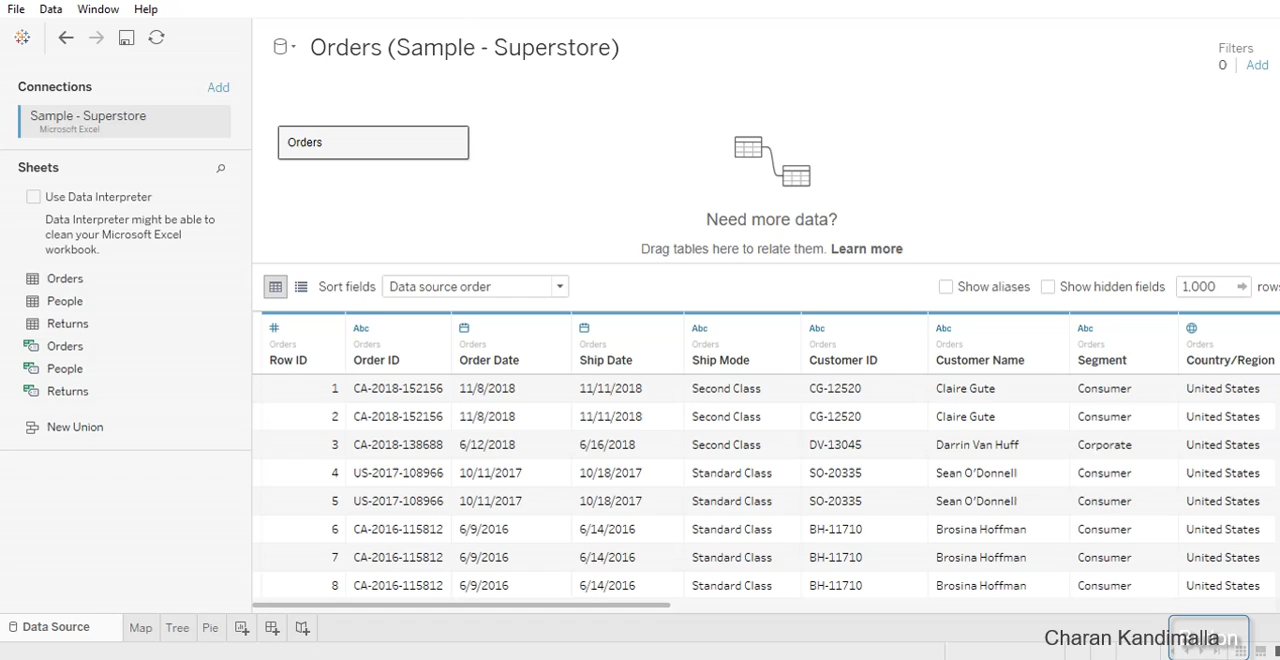 File Data Window Help
Orders (Sample - Superstore)
Filters
0 Add
Connections Add
Sample - Superstore
Microsoft Excel
Sheets
Use Data Interpreter
Data Interpreter might be able to
clean your Microsoft Excel
workbook.
Orders
People
Returns
Orders
People
Returns
New Union
Orders
Need more data?
Drag tables here to relate them. Learn more
Sort fields Data source order Show aliases Show hidden fields 1,000 rows
# Abc Abc Abc Abc Abc
Orders Orders Orders Orders Orders Orders Orders Orders Orders
Row ID Order ID Order Date Ship Date Ship Mode Customer ID Customer Name Segment Country/Region
1 CA-2018-152156 11/8/2018 11/11/2018 Second Class CG-12520 Claire Gute Consumer United States
2 CA-2018-152156 11/8/2018 11/11/2018 Second Class CG-12520 Claire Gute Consumer United States
3 CA-2018-138688 6/12/2018 6/16/2018 Second Class DV-13045 Darrin Van Huff Corporate United States
4 US-2017-108966 10/11/2017 10/18/2017 Standard Class SO-20335 Sean O'Donnell Consumer United States
5 US-2017-108966 10/11/2017 10/18/2017 Standard Class SO-20335 Sean O'Donnell Consumer United States
6 CA-2016-115812 6/9/2016 6/14/2016 Standard Class BH-11710 Brosina Hoffman Consumer United States
7 CA-2016-115812 6/9/2016 6/14/2016 Standard Class BH-11710 Brosina Hoffman Consumer United States
8 CA-2016-115812 6/9/2016 6/14/2016 Standard Class BH-11710 Brosina Hoffman Consumer United States
Data Source Map Tree Pie
Charan Kandimalla